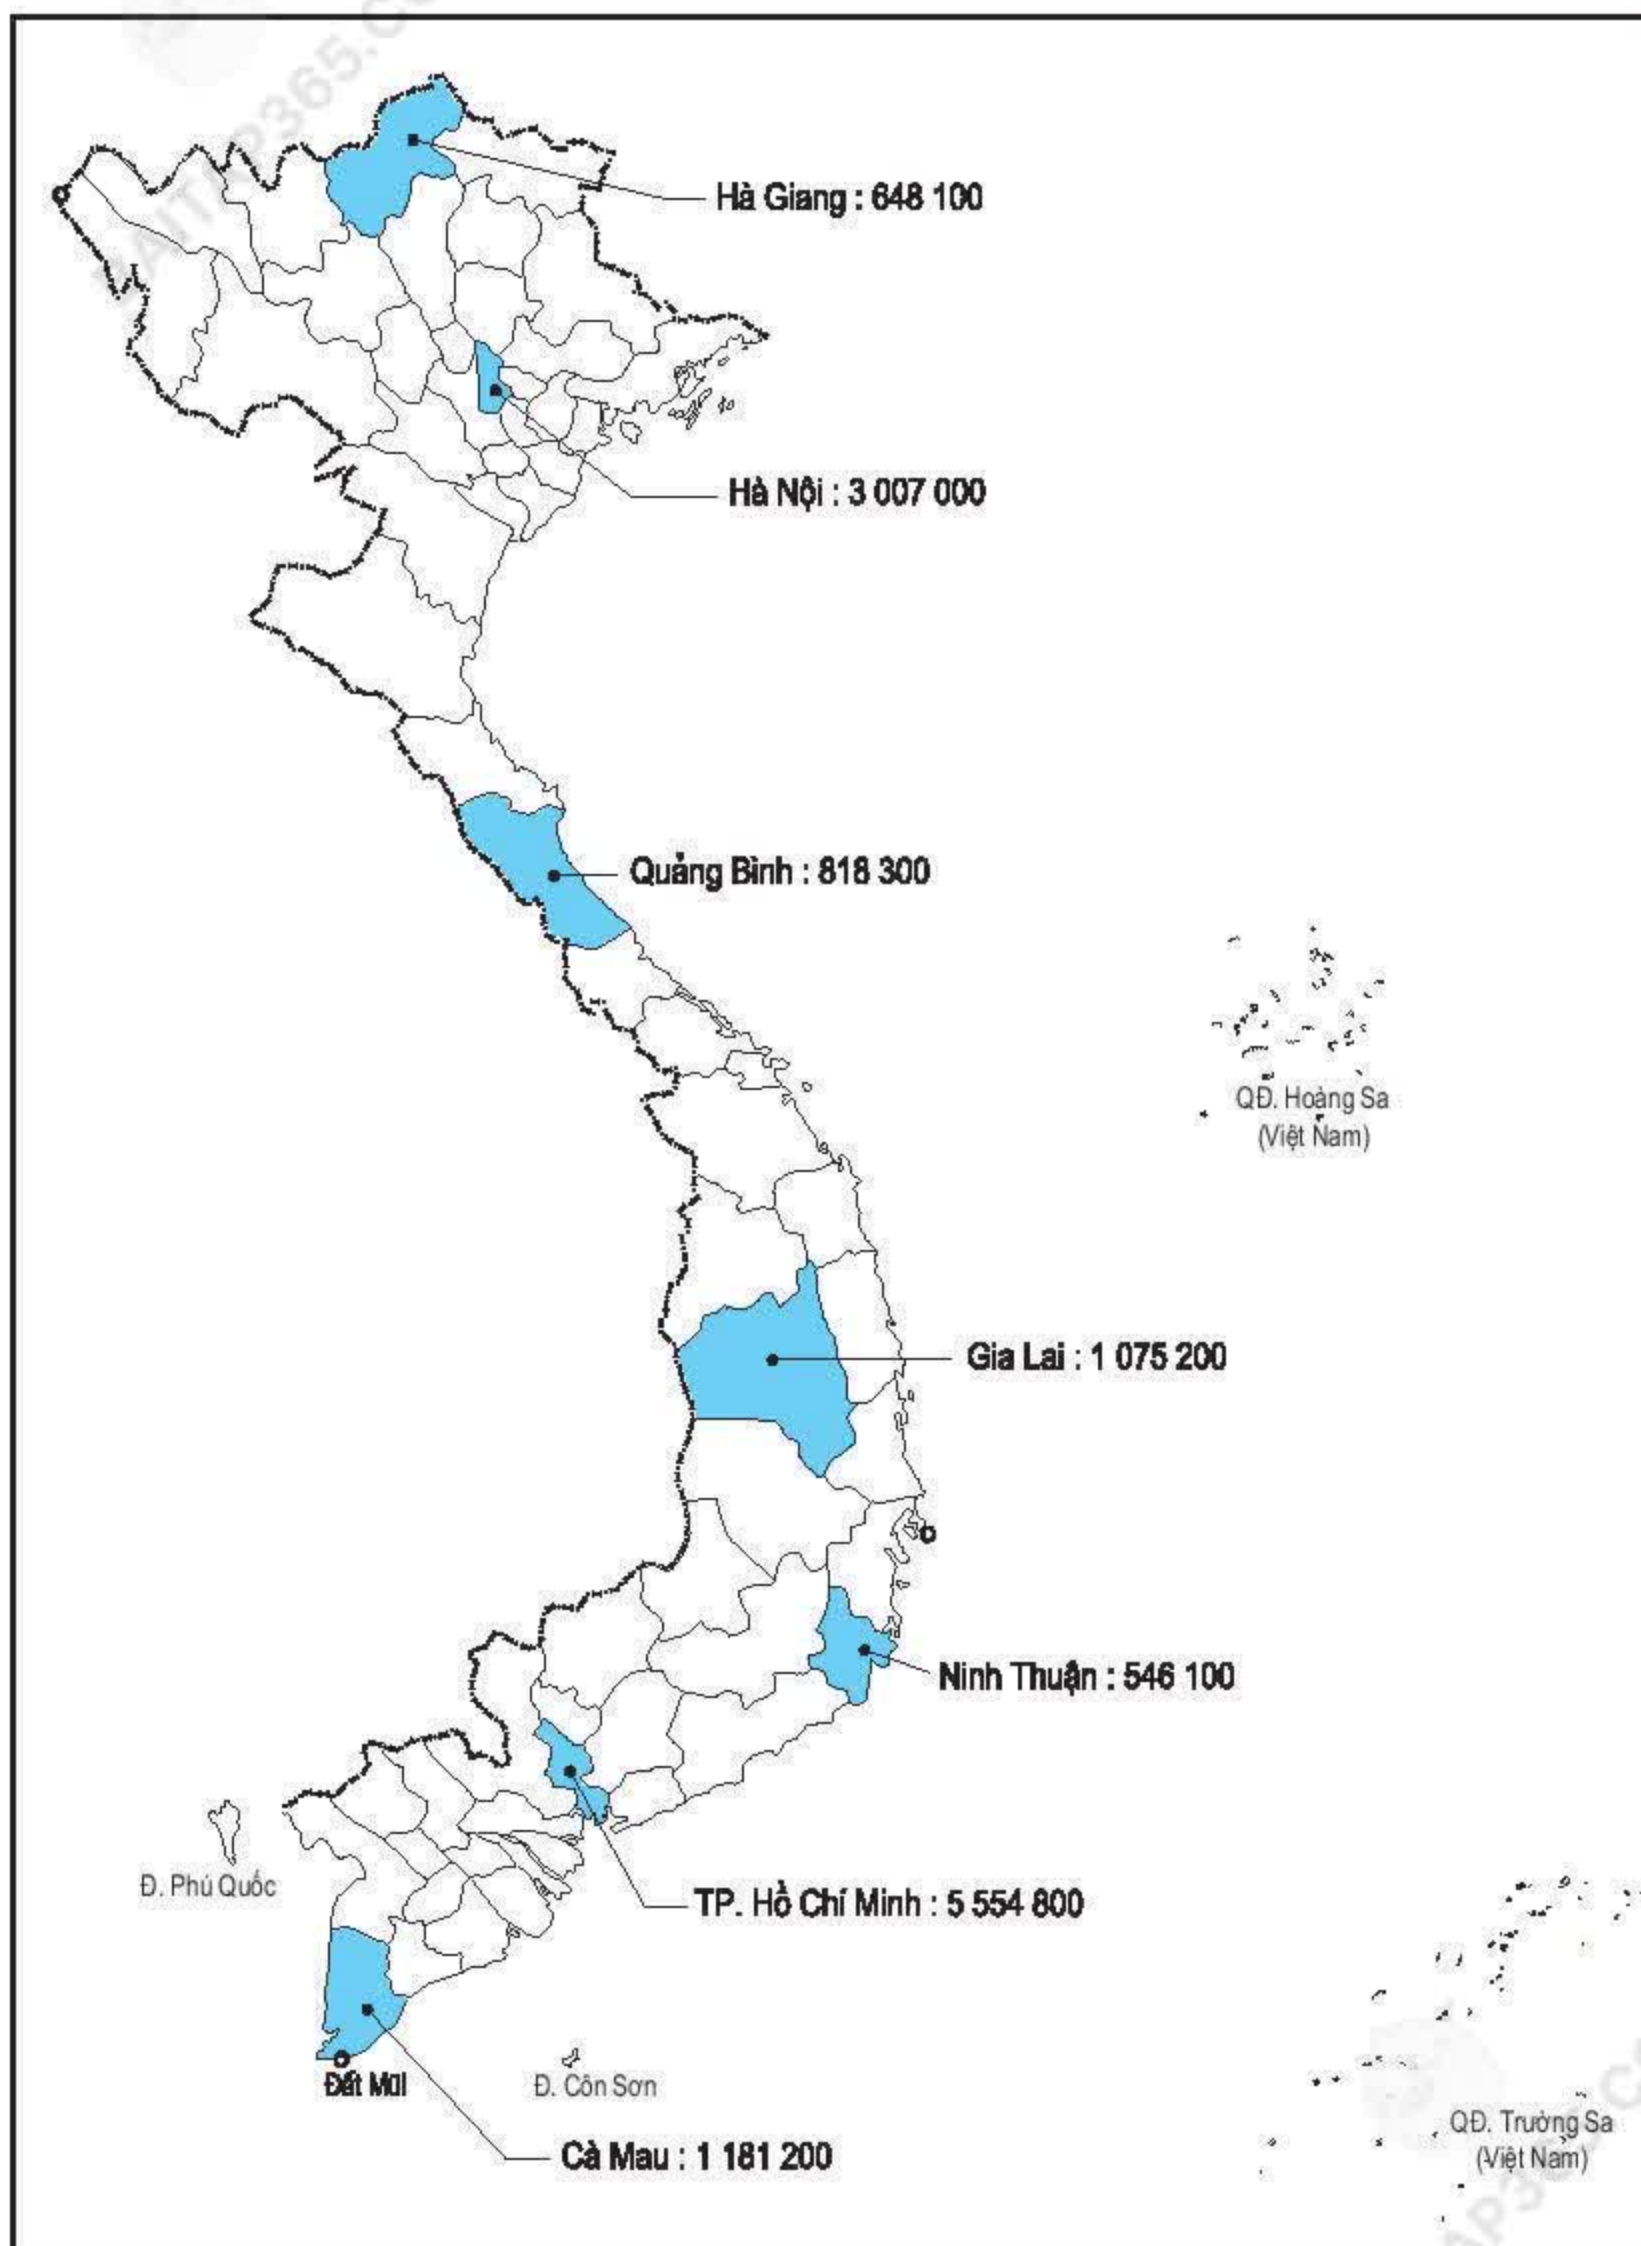 BAITAP365.CO
Hà Giang : 648 100
Hà Nội : 3 007 000
Quảng Bình : 818 300
QĐ. Hoàng Sa
(Việt Nam)
Gia Lai : 1 075 200
Ninh Thuận : 546 100
Đ. Phú Quốc
TP. Hồ Chí Minh : 5 554 800
Đất Mũi
Đ. Côn Sơn
QĐ. Trường Sa
(Việt Nam)
Cà Mau : 1 181 200